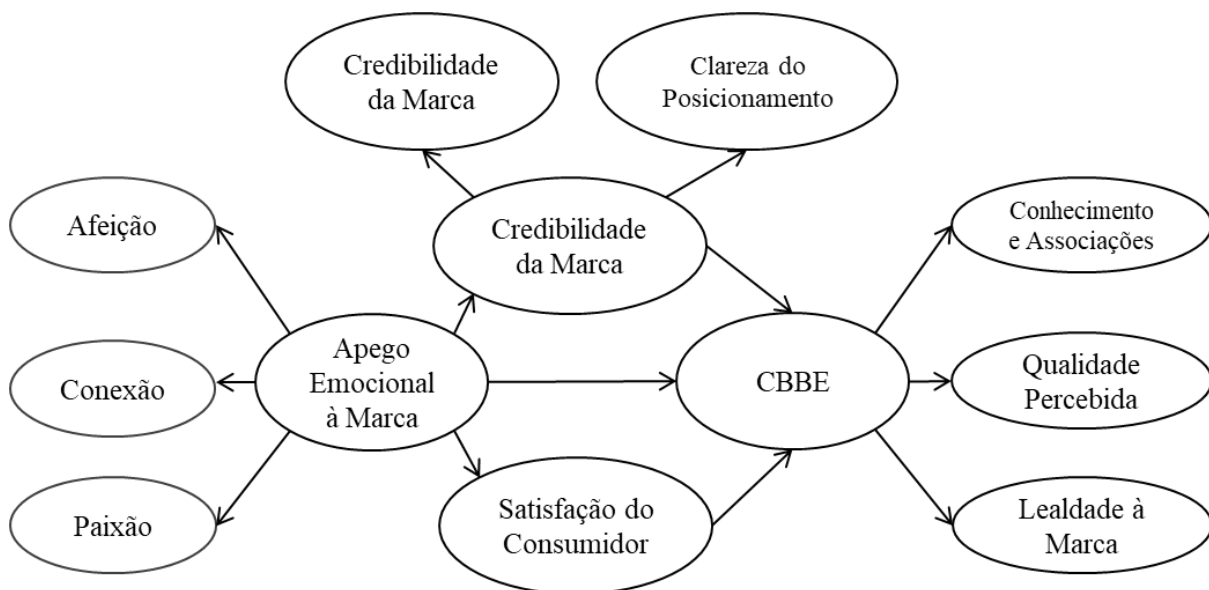 Credibilidade
da Marca
Clareza do
Posicionamento
Afeição
Credibilidade
da Marca
Conhecimento
e Associações
Conexão
Apego
Emocional
à Marca
CBBE
Qualidade
Percebida
Paixão
Satisfação do
Consumidor
Lealdade à
Marca